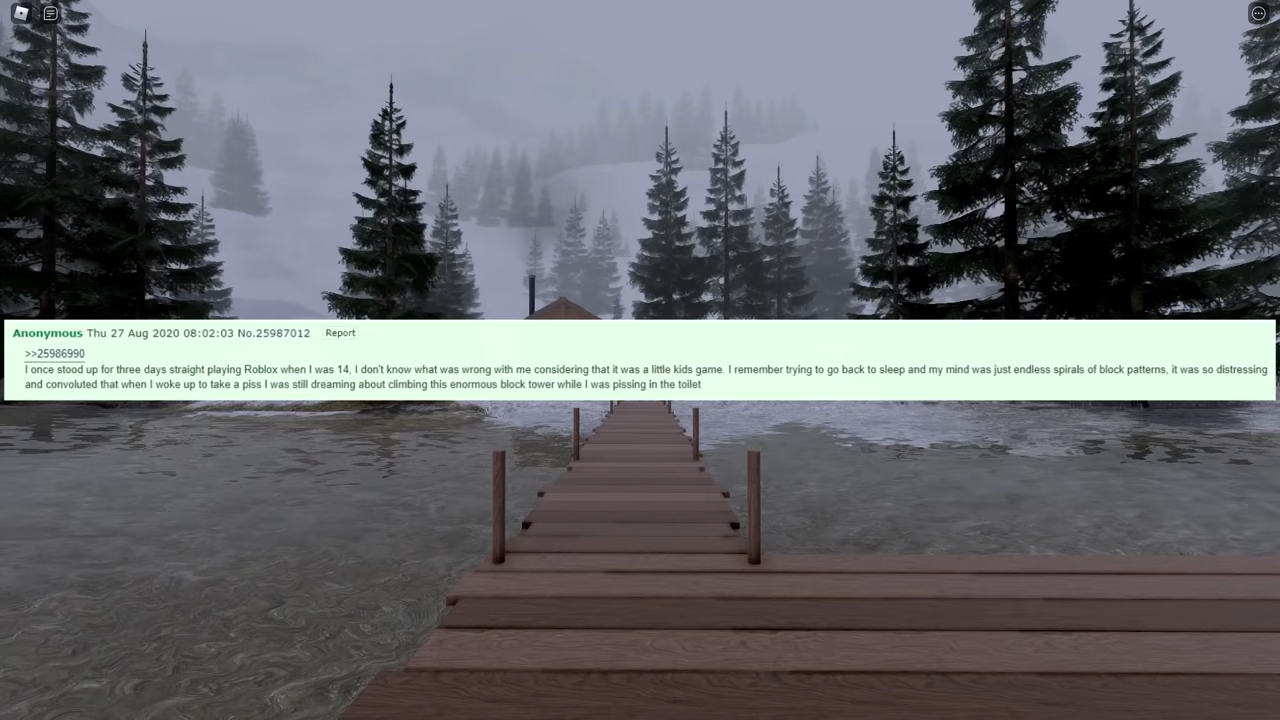 Anonymous Thu 27 Aug 2020 08:02:03 No.25987012 Report
>>25986990
I once stood up for three days straight playing Roblox when I was 14, I don't know what was wrong with me considering that it was a little kids game. I remember trying to go back to sleep and my mind was just endless spirals of block patterns, it was so distressing
and convoluted that when I woke up to take a piss I was still dreaming about climbing this enormous block tower while I was pissing in the toilet